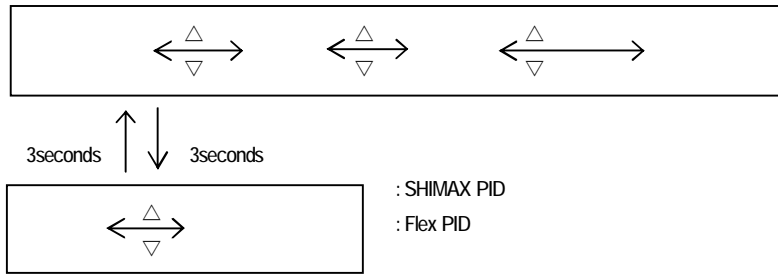 3seconds 3seconds
: SHIMAX PID
: Flex PID